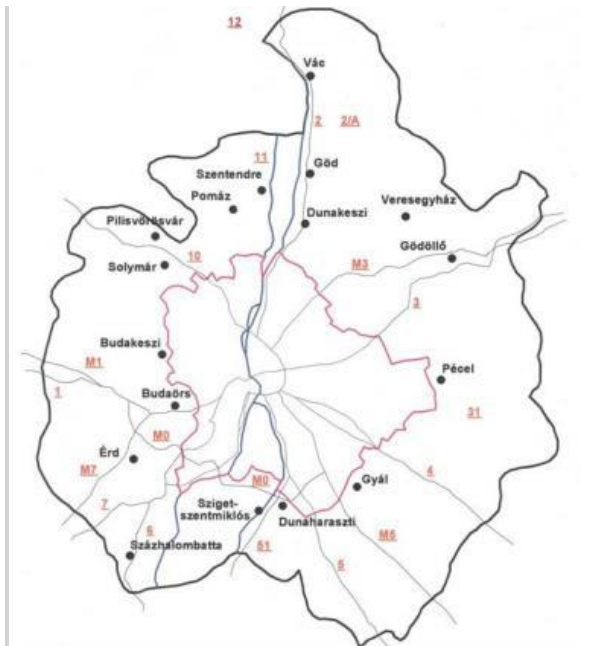 12
Vác
2
2/A
11
Göd
Szentendre
Pomáz
Veresegyház
Dunakeszi
Pilisvörösvár
Gödöllő
10
M3
Solymár
3
Budakeszi
M1
Pécel
1
Budaörs
31
M0
Érd
M7
4
M0
Gyál
7
Sziget-
szentmiklós
Dunaharaszti
6
M5
51
Százhalombatta
5